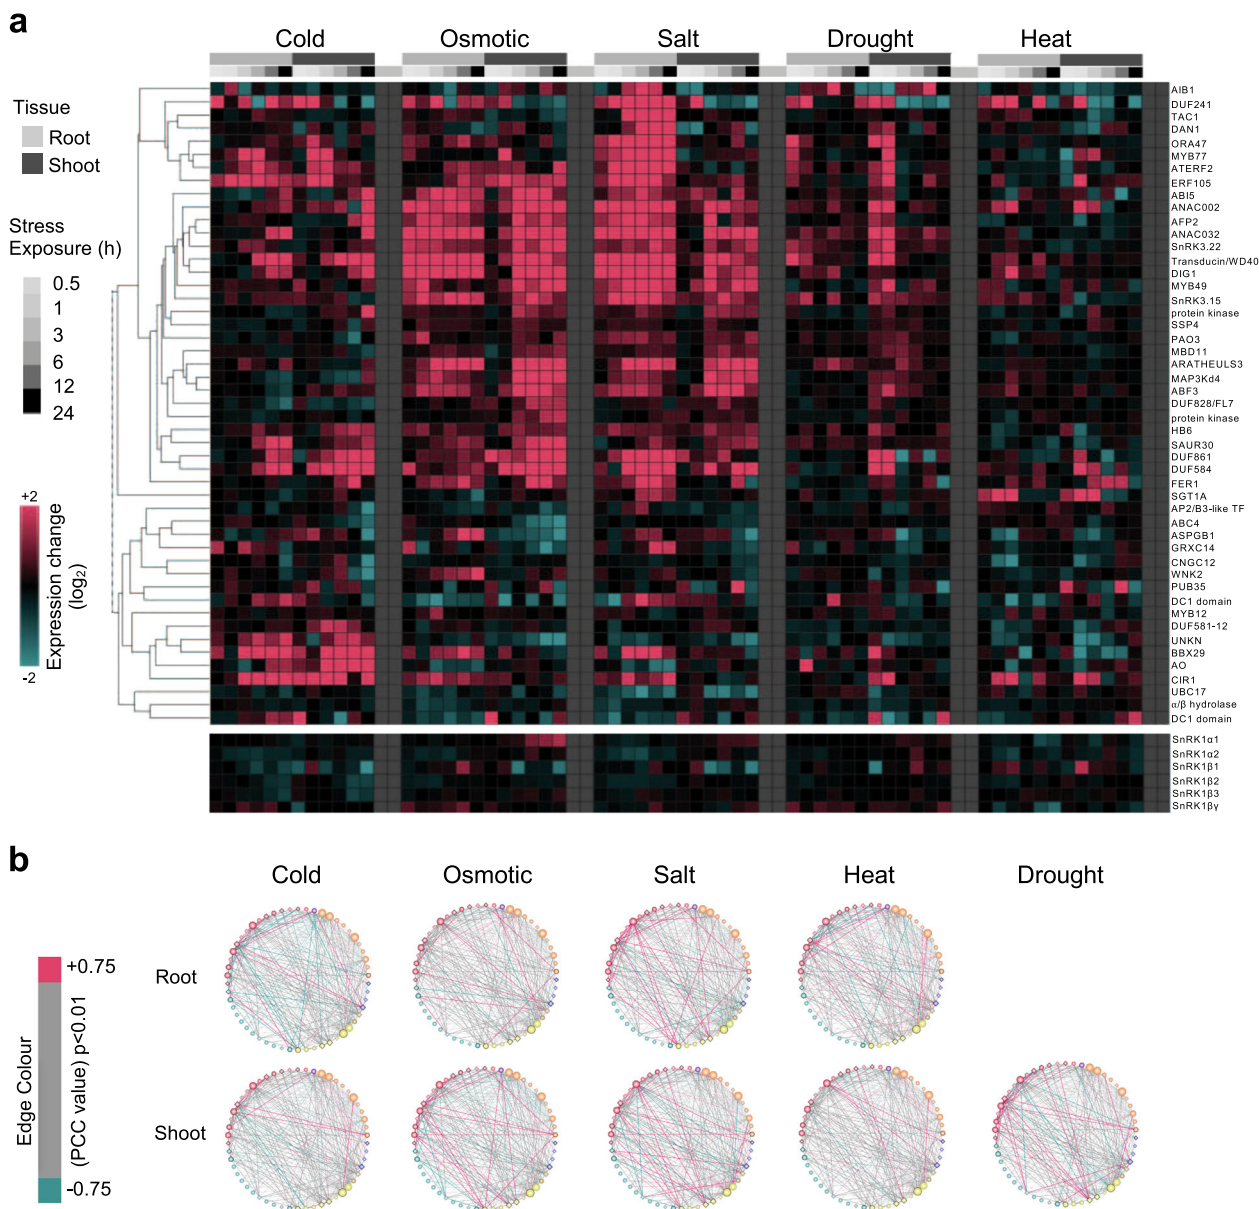 a
Cold Osmotic Salt Drought Heat
Tissue
Root
Shoot
Stress
Exposure (h)
0.5
1
3
6
12
24
+2
Expression change
(log2)
-2
AIB1
DUF241
TAC1
DAN1
ORA47
MYB77
ATERF2
ERF105
ABI5
ANAC002
AFP2
ANAC032
SnRK3.22
Transducin/WD40
DIG1
MYB49
SnRK3.15
protein kinase
SSP4
PAO3
MBD11
ARATHEULS3
MAP3Kd4
ABF3
DUF828/FL7
protein kinase
HB6
SAUR30
DUF861
DUF584
FER1
SGT1A
AP2/B3-like TF
ABC4
ASPGB1
GRXC14
CNGC12
WNK2
PUB35
DC1 domain
MYB12
DUF581-12
UNKN
BBX29
AO
CIR1
UBC17
α/β hydrolase
DC1 domain
SnRK1α1
SnRK1α2
SnRK1β1
SnRK1β2
SnRK1β3
SnRK1βγ
b
Cold Osmotic Salt Heat Drought
Root
Shoot
+0.75
Edge Colour
(PCC value) p<0.01
-0.75